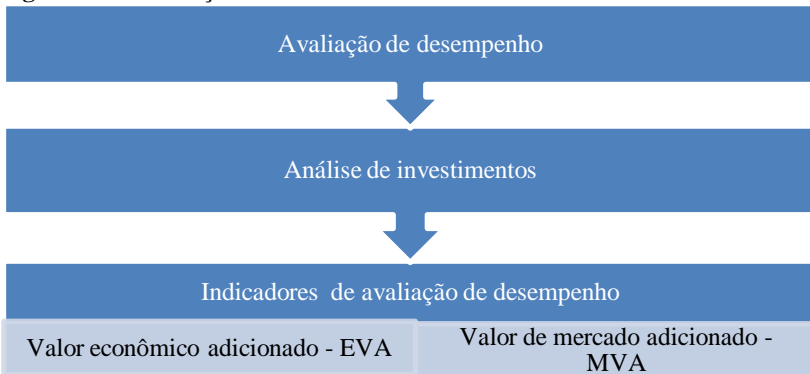 Avaliação de desempenho
Análise de investimentos
Indicadores de avaliação de desempenho
Valor econômico adicionado - EVA
Valor de mercado adicionado -
MVA